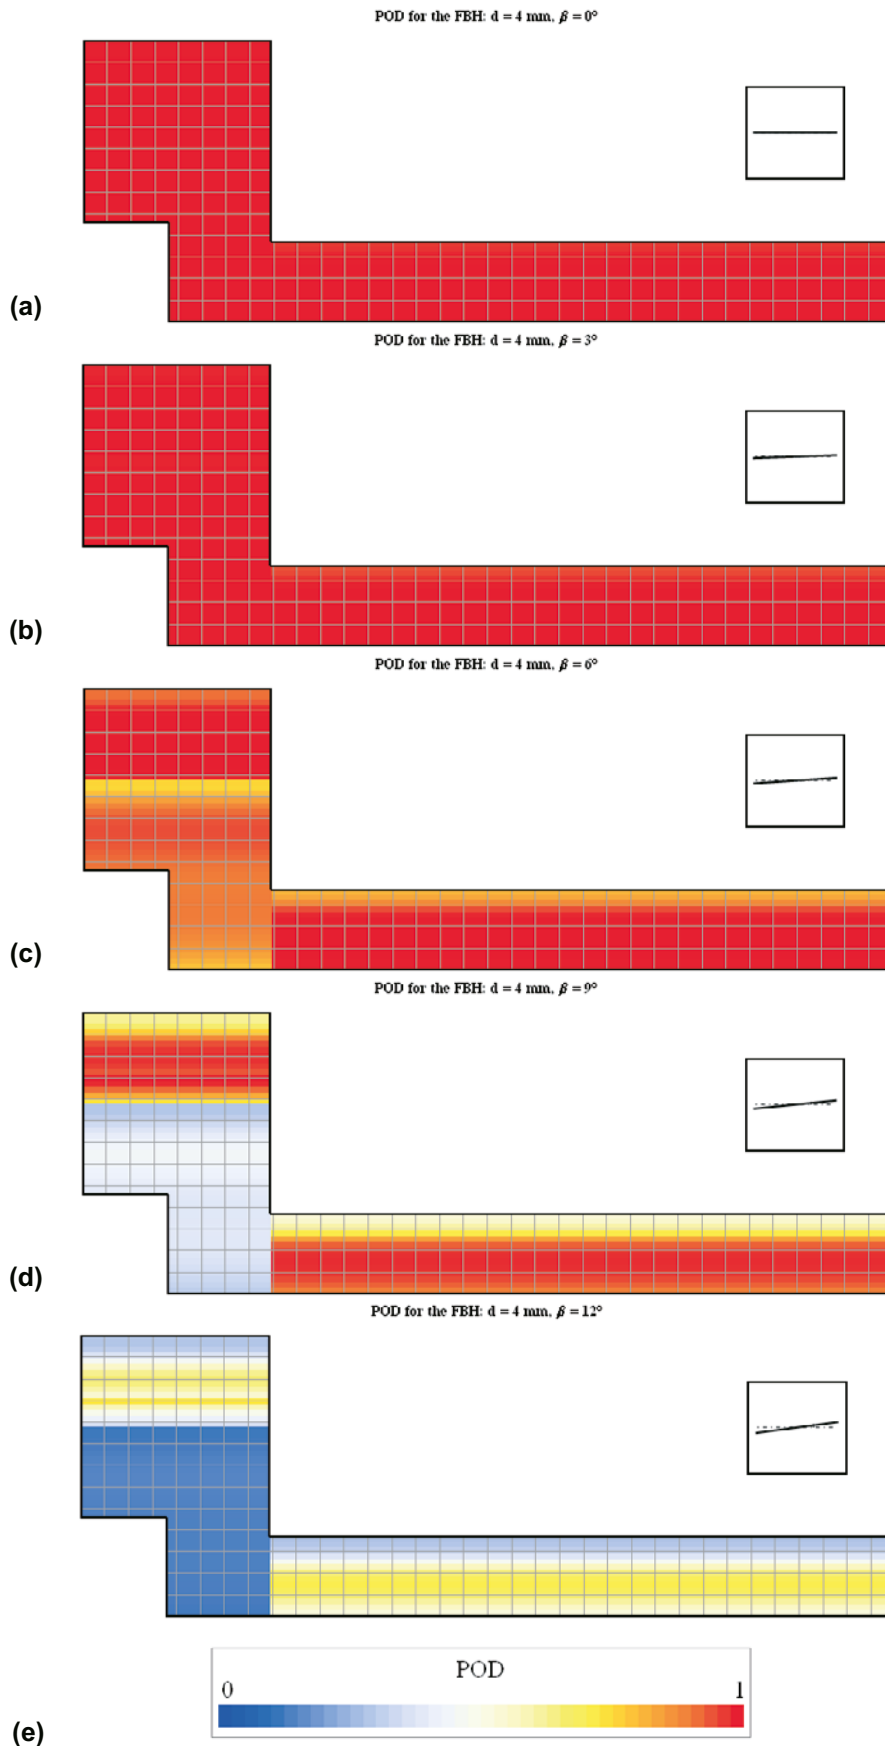 POD for the FBH: d = 4 mm, β = 0°
(a)
POD for the FBH: d = 4 mm, β = 3°
(b)
POD for the FBH: d = 4 mm, β = 6°
(c)
POD for the FBH: d = 4 mm, β = 9°
(d)
POD for the FBH: d = 4 mm, β = 12°
POD
0 1
(e)